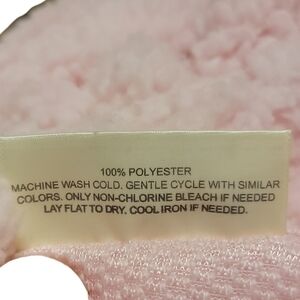 100% POLYESTER
MACHINE WASH COLD. GENTLE CYCLE WITH SIMILAR
COLORS. ONLY NON-CHLORINE BLEACH IF NEEDED
LAY FLAT TO DRY. COOL IRON IF NEEDED.